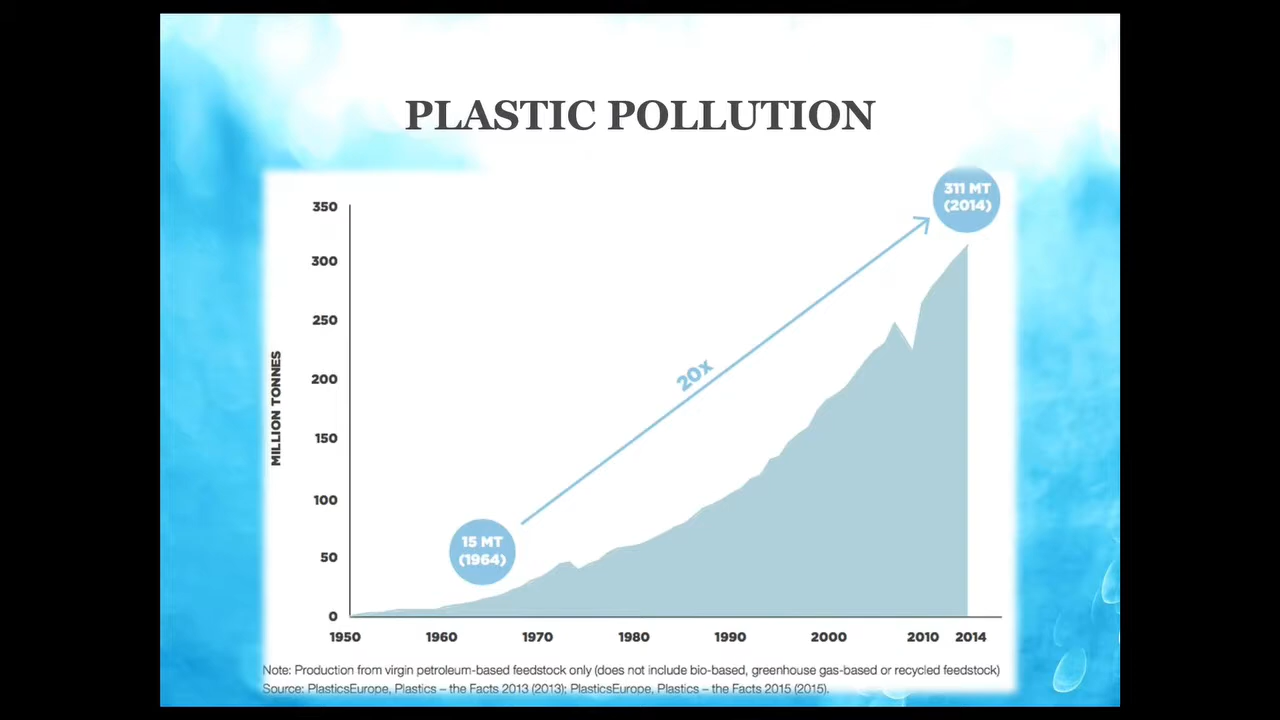 PLASTIC POLLUTION
311 MT
(2014)
350
300
250
200
150
100
50
0
MILLION TONNES
20x
15 MT
(1964)
1950 1960 1970 1980 1990 2000 2010 2014
Note: Production from virgin petroleum-based feedstock only (does not include bio-based, greenhouse gas-based or recycled feedstock)
Source: PlasticsEurope, Plastics – the Facts 2013 (2013); PlasticsEurope, Plastics – the Facts 2015 (2015).